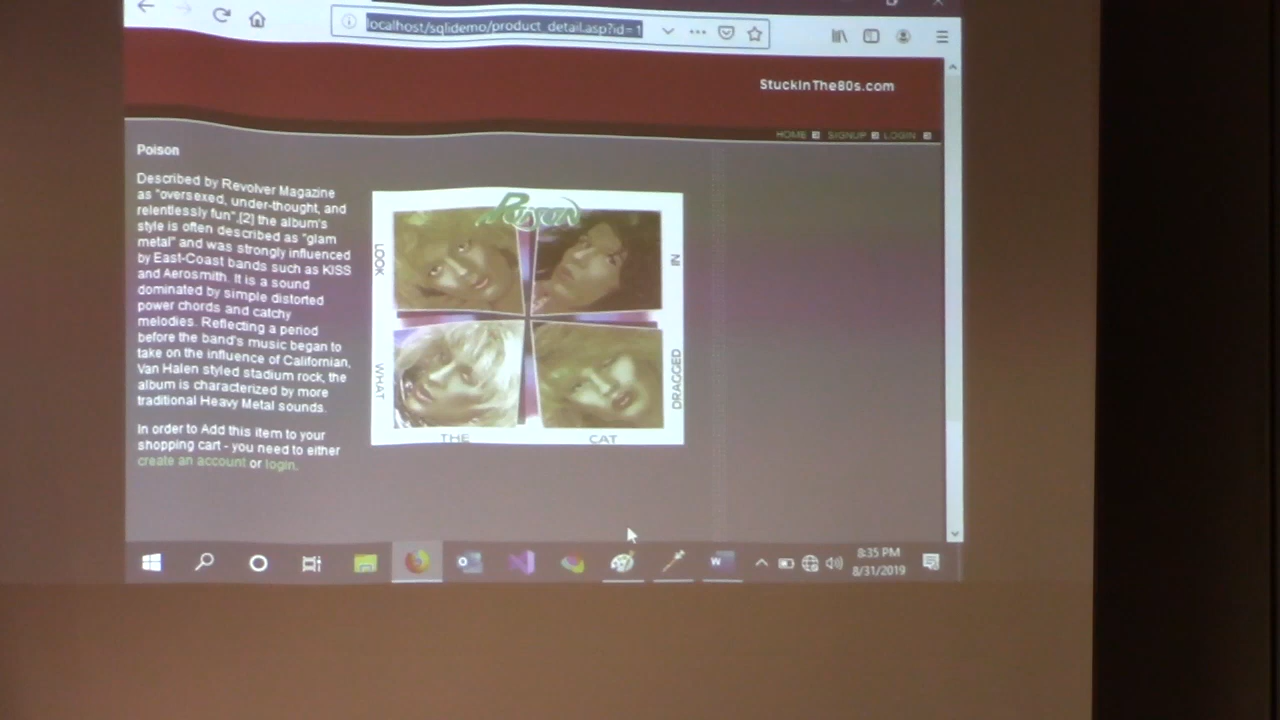 localhost/sqlidemo/product_detail.asp?id=1
StuckInThe80s.com
HOME SIGNUP LOGIN
Poison
Described by Revolver Magazine
as "oversexed, under-thought, and
relentlessly fun".[2] the album's
style is often described as "glam
metal" and was strongly influenced
by East-Coast bands such as KISS
and Aerosmith. It is a sound
dominated by simple distorted
power chords and catchy
melodies. Reflecting a period
before the band's music began to
take on the influence of Californian,
Van Halen styled stadium rock, the
album is characterized by more
traditional Heavy Metal sounds.
In order to Add this item to your
shopping cart - you need to either
create an account or login.
POISON
LOOK
WHAT
THE
CAT
DRAGGED
IN
8:35 PM
8/31/2019